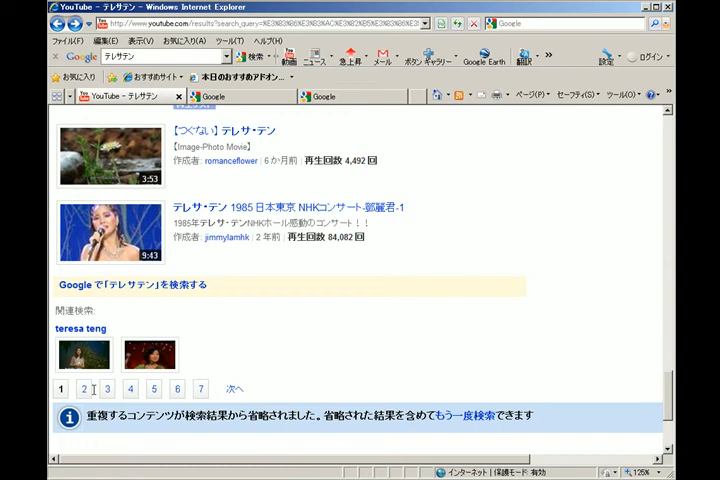 YouTube - テレサテン - Windows Internet Explorer
http://www.youtube.com/results?search_query=%E3%83%86%E3%83%AC%E3%82%B5%E3%83%86%E3
Google
ファイル(F) 編集(E) 表示(V) お気に入り(A) ツール(T) ヘルプ(H)
Google テレサテン 検索 動画 ニュース 急上昇 メール ボタン ギャラリー Google Earth 翻訳 設定 ログイン
お気に入り おすすめサイト 本日のおすすめアドオン...
YouTube - テレサテン Google Google ページ(P) セーフティ(S) ツール(O)
【つぐない】 テレサ・テン
【Image-Photo Movie】
作成者: romanceflower | 6 か月前 | 再生回数 4,492 回
3:53
テレサ・テン 1985 日本東京 NHKコンサート-鄧麗君-1
1985年テレサ・テンNHKホール感動のコンサート！！
作成者: jimmylamhk | 2 年前 | 再生回数 84,082 回
9:43
Google で「テレサテン」を検索する
関連検索:
teresa teng
1 2 3 4 5 6 7 次へ
重複するコンテンツが検索結果から省略されました。省略された結果を含めてもう一度検索できます
インターネット | 保護モード: 有効 125%